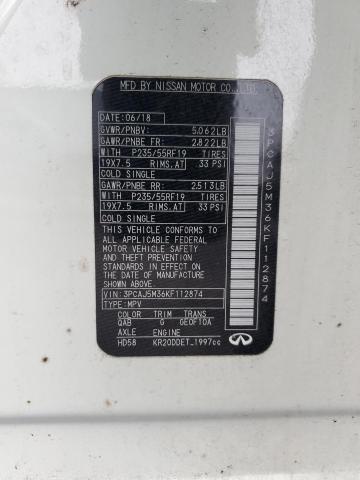 MFD BY NISSAN MOTOR CO., LTD.
DATE: 06/18
GVWR/PNBV: 5,062LB
GAWR/PNBE FR: 2,822LB
WITH P235/55RF19 TIRES
19X7.5 RIMS,AT 33 PSI
COLD SINGLE
GAWR/PNBE RR: 2,513LB
WITH P235/55RF19 TIRES
19X7.5 RIMS,AT 33 PSI
COLD SINGLE
THIS VEHICLE CONFORMS TO
ALL APPLICABLE FEDERAL
MOTOR VEHICLE SAFETY
AND THEFT PREVENTION
STANDARDS IN EFFECT ON
THE DATE OF MANUFACTURE
SHOWN ABOVE.
VIN: 3PCAJ5M36KF112874
TYPE: MPV
COLOR TRIM TRANS
QAB G GE0F10A
AXLE ENGINE
HD58 KR20DDET 1997cc
INFINITI
3PCAJ5M36KF112874